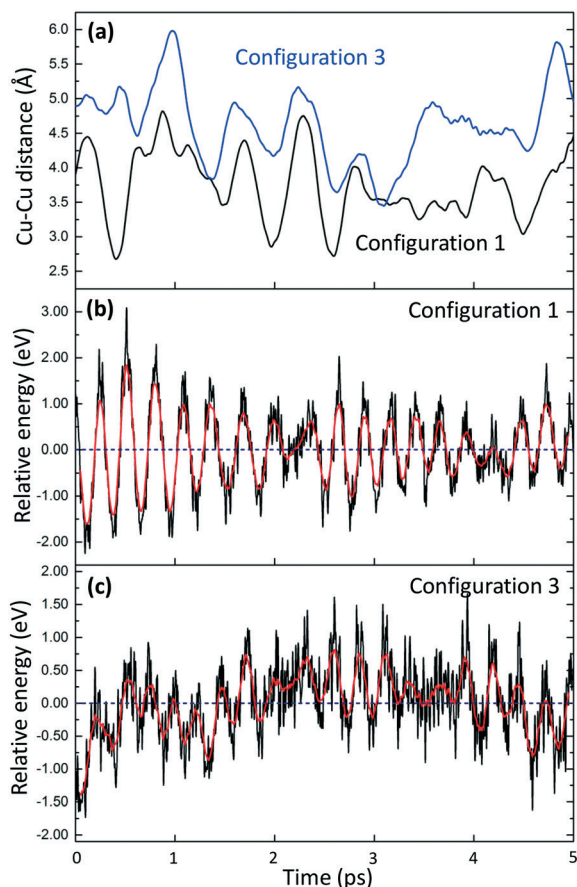 (a)
Configuration 3
Configuration 1
Cu-Cu distance (Å)
6.0
5.5
5.0
4.5
4.0
3.5
3.0
2.5
(b)
Configuration 1
Relative energy (eV)
3.00
2.00
1.00
0.00
-1.00
-2.00
(c)
Configuration 3
Relative energy (eV)
2.00
1.50
1.00
0.50
0.00
-0.50
-1.00
-1.50
-2.00
0 1 2 3 4 5
Time (ps)